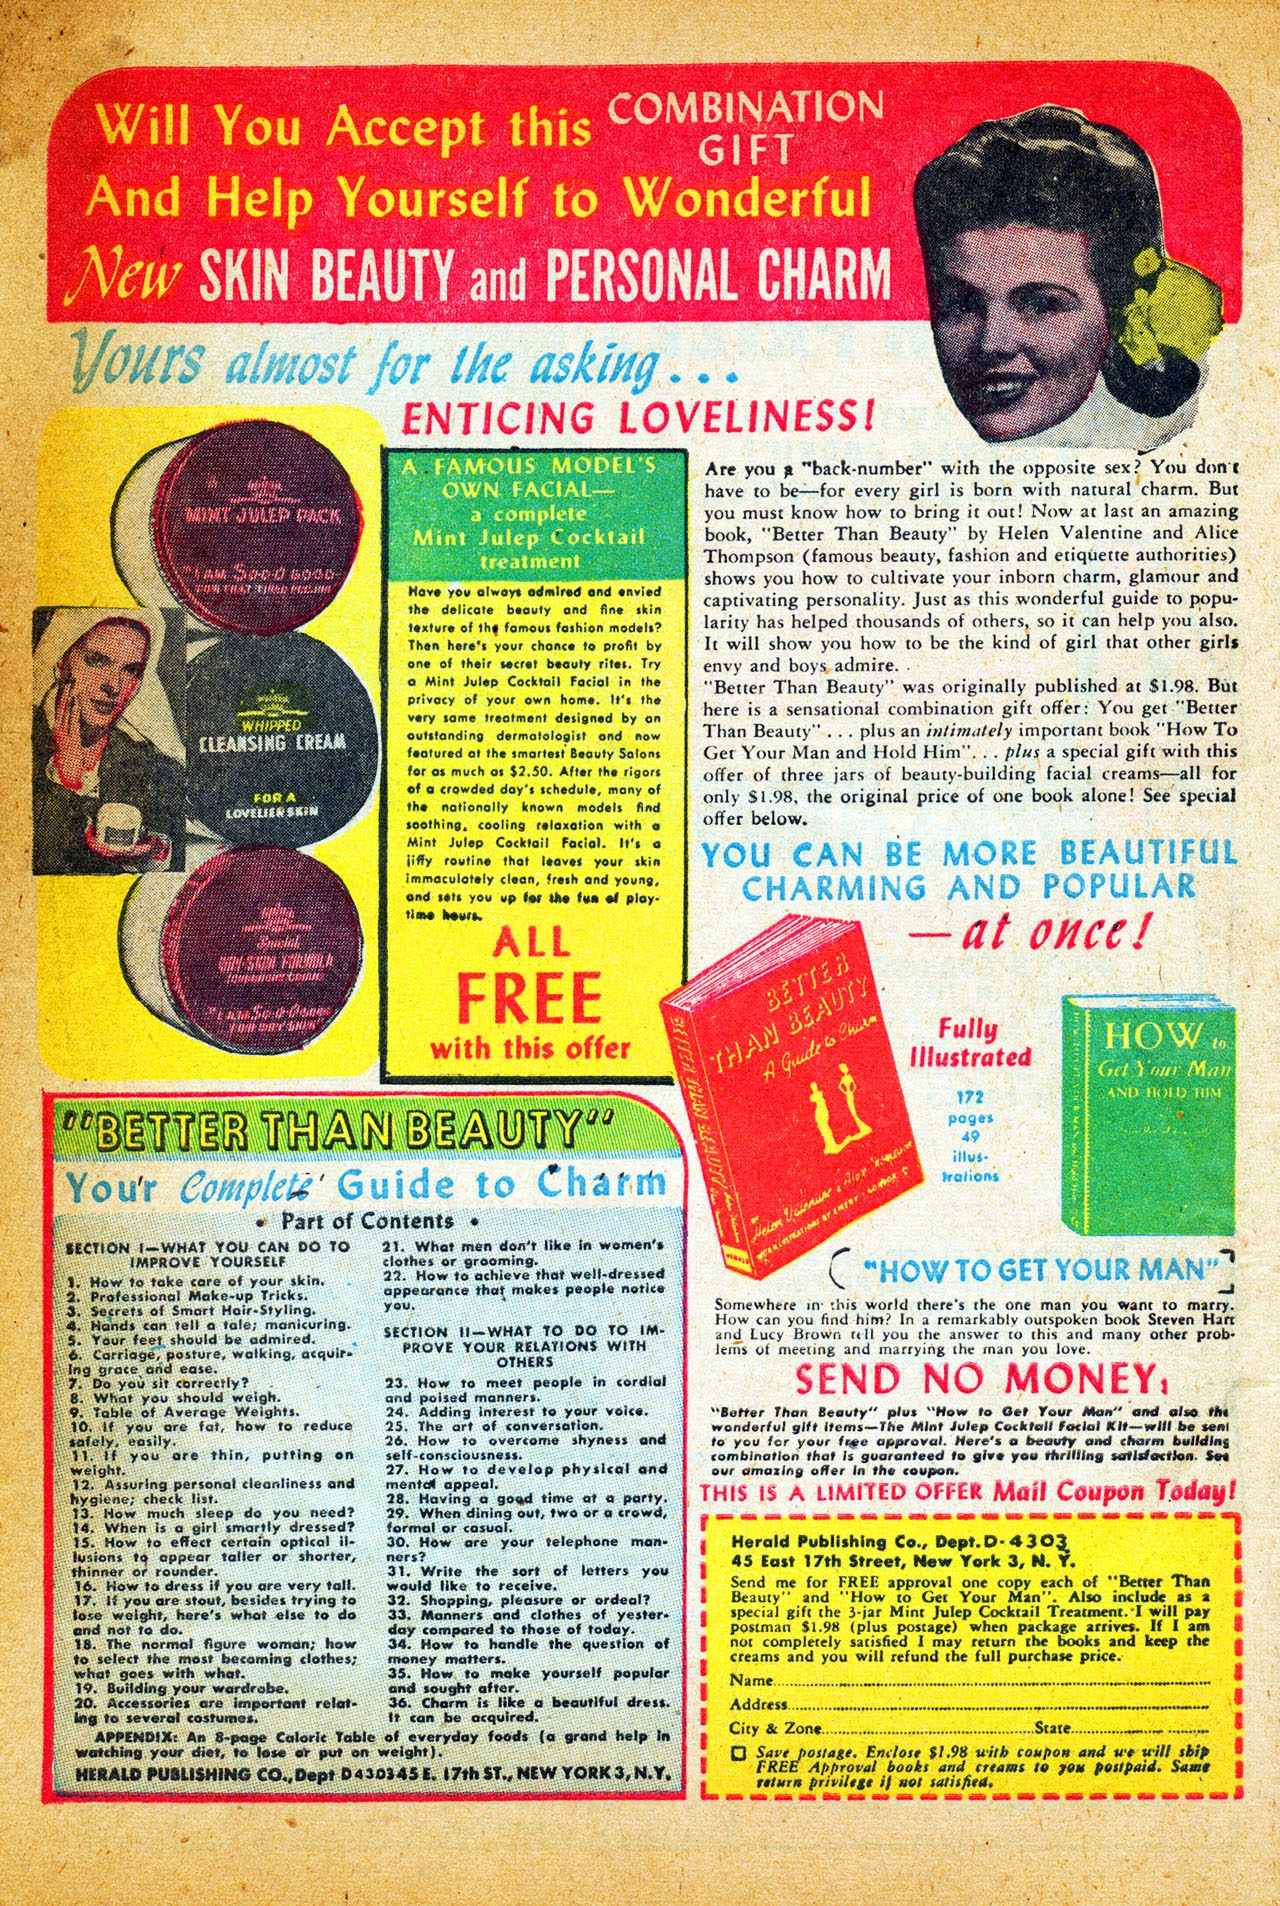 Will You Accept this COMBINATION GIFT
And Help Yourself to Wonderful
New SKIN BEAUTY and PERSONAL CHARM
Yours almost for the asking...
ENTICING LOVELINESS!
MINT JULEP PACK
"I AM SO-O-O GOOD
FOR THAT TIRED FEELING
WHIPPED
CLEANSING CREAM
FOR A
LOVELIER SKIN
"I AM SO-O-O GOOD
FOR DRY SKIN
A FAMOUS MODEL'S
OWN FACIAL—
a complete
Mint Julep Cocktail
treatment
Have you always admired and envied
the delicate beauty and fine skin
texture of the famous fashion models?
Then here's your chance to profit by
one of their secret beauty rites. Try
a Mint Julep Cocktail Facial in the
privacy of your own home. It's the
very same treatment designed by an
outstanding dermatologist and now
featured at the smartest Beauty Salons
for as much as $2.50. After the rigors
of a crowded day's schedule, many of
the nationally known models find
soothing, cooling relaxation with a
Mint Julep Cocktail Facial. It's a
jiffy routine that leaves your skin
immaculately clean, fresh and young,
and sets you up for the fun of play-
time hours.
ALL
FREE
with this offer
Are you a "back-number" with the opposite sex? You don't
have to be—for every girl is born with natural charm. But
you must know how to bring it out! Now at last an amazing
book, "Better Than Beauty" by Helen Valentine and Alice
Thompson (famous beauty, fashion and etiquette authorities)
shows you how to cultivate your inborn charm, glamour and
captivating personality. Just as this wonderful guide to popu-
larity has helped thousands of others, so it can help you also.
It will show you how to be the kind of girl that other girls
envy and boys admire.
"Better Than Beauty" was originally published at $1.98. But
here is a sensational combination gift offer: You get "Better
Than Beauty" . . . plus an intimately important book "How To
Get Your Man and Hold Him". . . plus a special gift with this
offer of three jars of beauty-building facial creams—all for
only $1.98, the original price of one book alone! See special
offer below.
YOU CAN BE MORE BEAUTIFUL
CHARMING AND POPULAR
—at once!
BETTER
THAN BEAUTY
A Guide to Charm
BETTER THAN BEAUTY
Helen Valentine & Alice Thompson
Fully
Illustrated
172
pages
49
illus-
trations
HOW to
Get Your Man
AND HOLD HIM
"HOW TO GET YOUR MAN"
Somewhere in this world there's the one man you want to marry.
How can you find him? In a remarkably outspoken book Steven Hart
and Lucy Brown tell you the answer to this and many other prob-
lems of meeting and marrying the man you love.
SEND NO MONEY,
"Better Than Beauty" plus "How to Get Your Man" and also the
wonderful gift items—The Mint Julep Cocktail Facial Kit—will be sent
to you for your free approval. Here's a beauty and charm building
combination that is guaranteed to give you thrilling satisfaction. See
our amazing offer in the coupon.
THIS IS A LIMITED OFFER Mail Coupon Today!
"BETTER THAN BEAUTY"
Your Complete Guide to Charm
• Part of Contents •
SECTION I—WHAT YOU CAN DO TO
IMPROVE YOURSELF
1. How to take care of your skin.
2. Professional Make-up Tricks.
3. Secrets of Smart Hair-Styling.
4. Hands can tell a tale; manicuring.
5. Your feet should be admired.
6. Carriage, posture, walking, acquir-
ing grace and ease.
7. Do you sit correctly?
8. What you should weigh.
9. Table of Average Weights.
10. If you are fat, how to reduce
safely, easily.
11. If you are thin, putting on
weight.
12. Assuring personal cleanliness and
hygiene; check list.
13. How much sleep do you need?
14. When is a girl smartly dressed?
15. How to effect certain optical il-
lusions to appear taller or shorter,
thinner or rounder.
16. How to dress if you are very tall.
17. If you are stout, besides trying to
lose weight, here's what else to do
and not to do.
18. The normal figure woman; how
to select the most becoming clothes;
what goes with what.
19. Building your wardrobe.
20. Accessories are important relat-
ing to several costumes.
21. What men don't like in women's
clothes or grooming.
22. How to achieve that well-dressed
appearance that makes people notice
you.
SECTION II—WHAT TO DO TO IM-
PROVE YOUR RELATIONS WITH
OTHERS
23. How to meet people in cordial
and poised manners.
24. Adding interest to your voice.
25. The art of conversation.
26. How to overcome shyness and
self-consciousness.
27. How to develop physical and
mental appeal.
28. Having a good time at a party.
29. When dining out, two or a crowd,
formal or casual.
30. How are your telephone man-
ners?
31. Write the sort of letters you
would like to receive.
32. Shopping, pleasure or ordeal?
33. Manners and clothes of yester-
day compared to those of today.
34. How to handle the question of
money matters.
35. How to make yourself popular
and sought after.
36. Charm is like a beautiful dress.
It can be acquired.
APPENDIX: An 8-page Caloric Table of everyday foods (a grand help in
watching your diet, to lose or put on weight).
HERALD PUBLISHING CO., Dept D430345 E. 17th ST., NEW YORK 3, N.Y.
Herald Publishing Co., Dept. D-4303
45 East 17th Street, New York 3, N. Y.
Send me for FREE approval one copy each of "Better Than
Beauty" and "How to Get Your Man". Also include as a
special gift the 3-jar Mint Julep Cocktail Treatment. I will pay
postman $1.98 (plus postage) when package arrives. If I am
not completely satisfied I may return the books and keep the
creams and you will refund the full purchase price.
Name
Address
City & Zone State
Save postage. Enclose $1.98 with coupon and we will ship
FREE Approval books and creams to you postpaid. Same
return privilege if not satisfied.